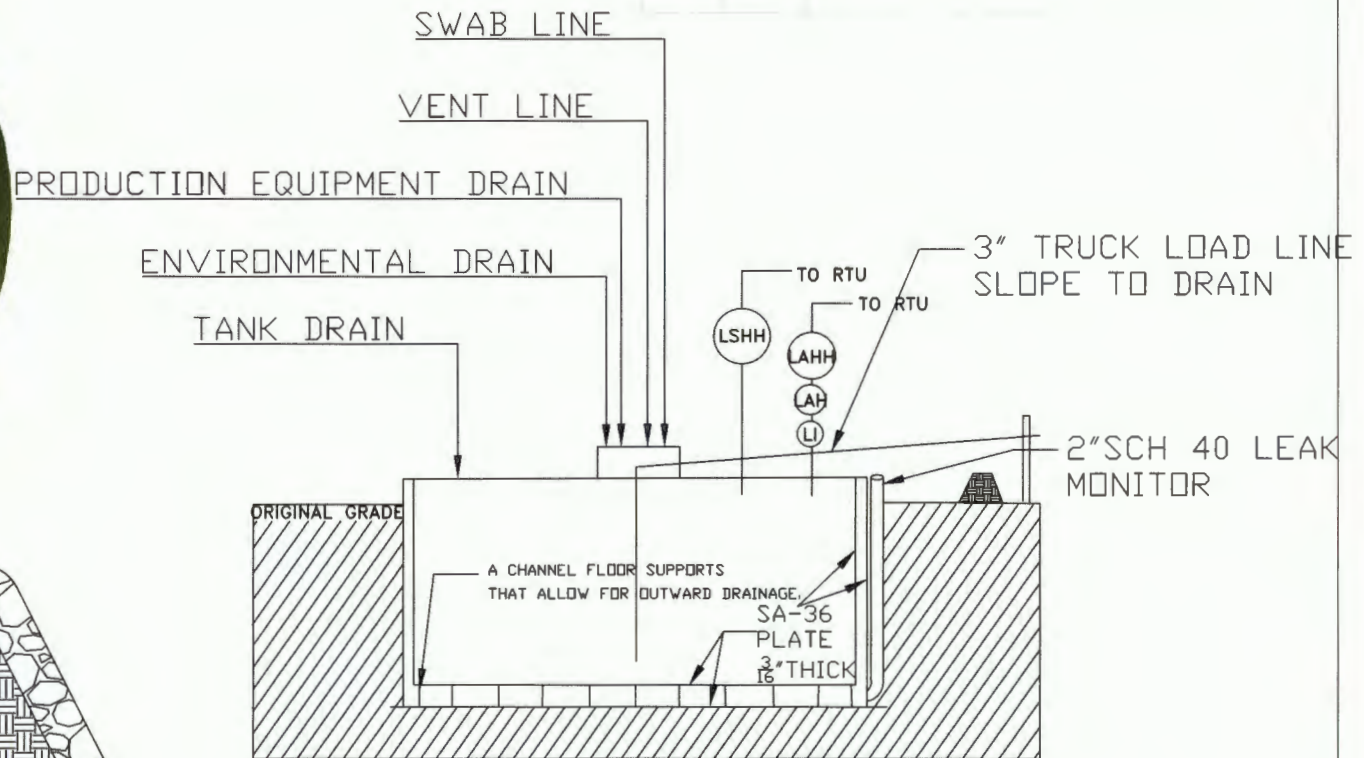 SWAB LINE
VENT LINE
PRODUCTION EQUIPMENT DRAIN
ENVIRONMENTAL DRAIN
TANK DRAIN
TO RTU
TO RTU
3" TRUCK LOAD LINE
SLOPE TO DRAIN
LSHH
LAHH
LAH
LI
2"SCH 40 LEAK
MONITOR
ORIGINAL GRADE
A CHANNEL FLOOR SUPPORTS
THAT ALLOW FOR OUTWARD DRAINAGE.
SA-36
PLATE
3/16"THICK